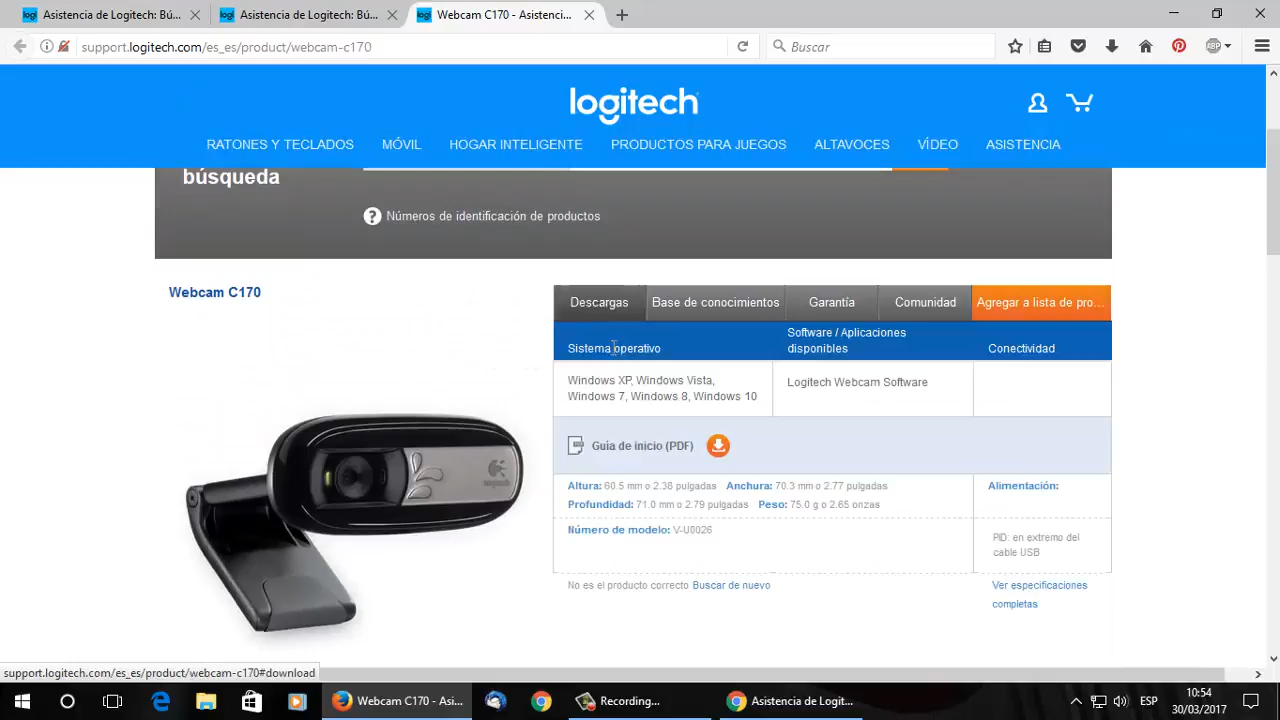 Asistencia de Logitech: B(
Asistencia de Logitech: B(
Webcam C170 - Asistenc
support.logitech.com/es_es/product/webcam-c170
Buscar
ABP
logitech
RATONES Y TECLADOS MÓVIL HOGAR INTELIGENTE PRODUCTOS PARA JUEGOS ALTAVOCES VÍDEO ASISTENCIA
búsqueda
? Números de identificación de productos
Webcam C170
Descargas Base de conocimientos Garantía Comunidad Agregar a lista de pro...
Sistema operativo
Software / Aplicaciones
disponibles
Conectividad
Windows XP, Windows Vista,
Windows 7, Windows 8, Windows 10
Logitech Webcam Software
Guía de inicio (PDF)
Altura: 60.5 mm o 2.38 pulgadas Anchura: 70.3 mm o 2.77 pulgadas
Profundidad: 71.0 mm o 2.79 pulgadas Peso: 75.0 g o 2.65 onzas
Alimentación:
Número de modelo: V-U0026
PID: en extremo del
cable USB
No es el producto correcto Buscar de nuevo
Ver especificaciones
completas
support.logitech.com/es_es/product/webcam-c170#download
Webcam C170 - Asi...
Recording...
Asistencia de Logit...
ESP
10:54
30/03/2017